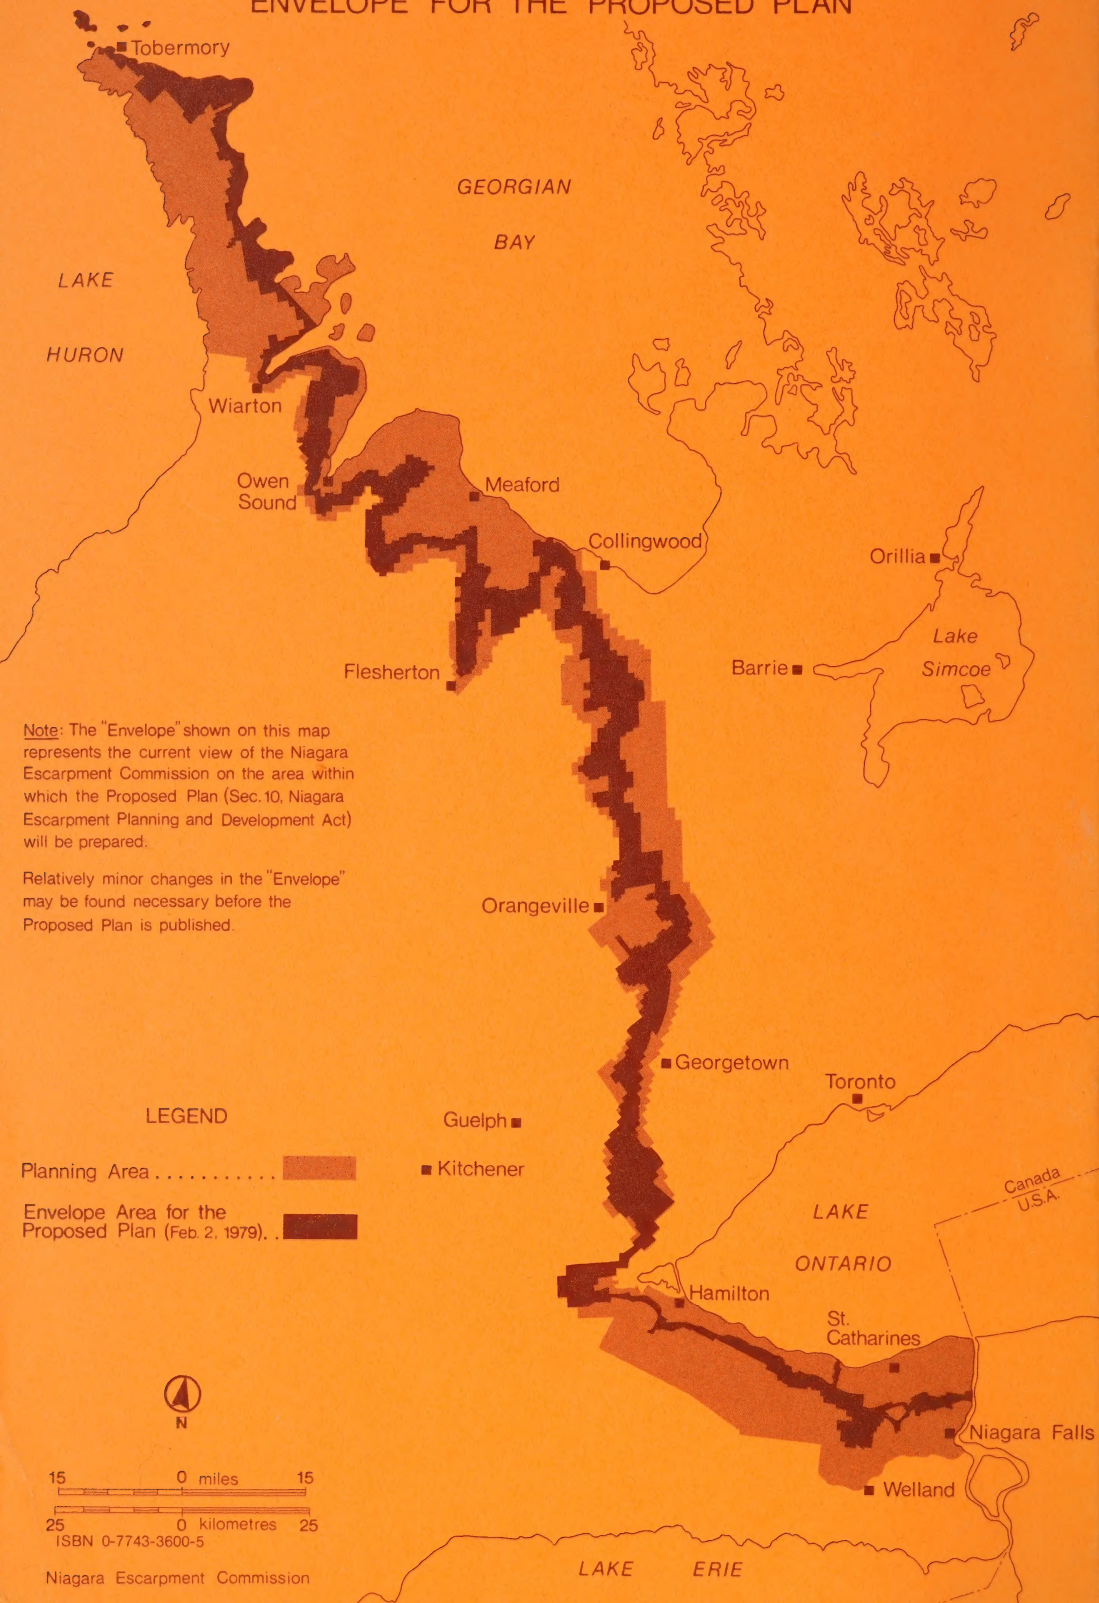 ENVELOPE FOR THE PROPOSED PLAN
Tobermory
GEORGIAN
BAY
LAKE
HURON
Wiarton
Owen
Sound
Meaford
Collingwood
Orillia
Lake
Simcoe
Barrie
Flesherton
Note: The "Envelope" shown on this map
represents the current view of the Niagara
Escarpment Commission on the area within
which the Proposed Plan (Sec. 10, Niagara
Escarpment Planning and Development Act)
will be prepared.
Relatively minor changes in the "Envelope"
may be found necessary before the
Proposed Plan is published.
Orangeville
Georgetown
Toronto
Guelph
Kitchener
LEGEND
Planning Area ...........
Envelope Area for the
Proposed Plan (Feb. 2, 1979). .
Canada
U.S.A.
LAKE
ONTARIO
Hamilton
St.
Catharines
Niagara Falls
Welland
N
15 0 miles 15
25 0 kilometres 25
ISBN 0-7743-3600-5
Niagara Escarpment Commission
LAKE ERIE